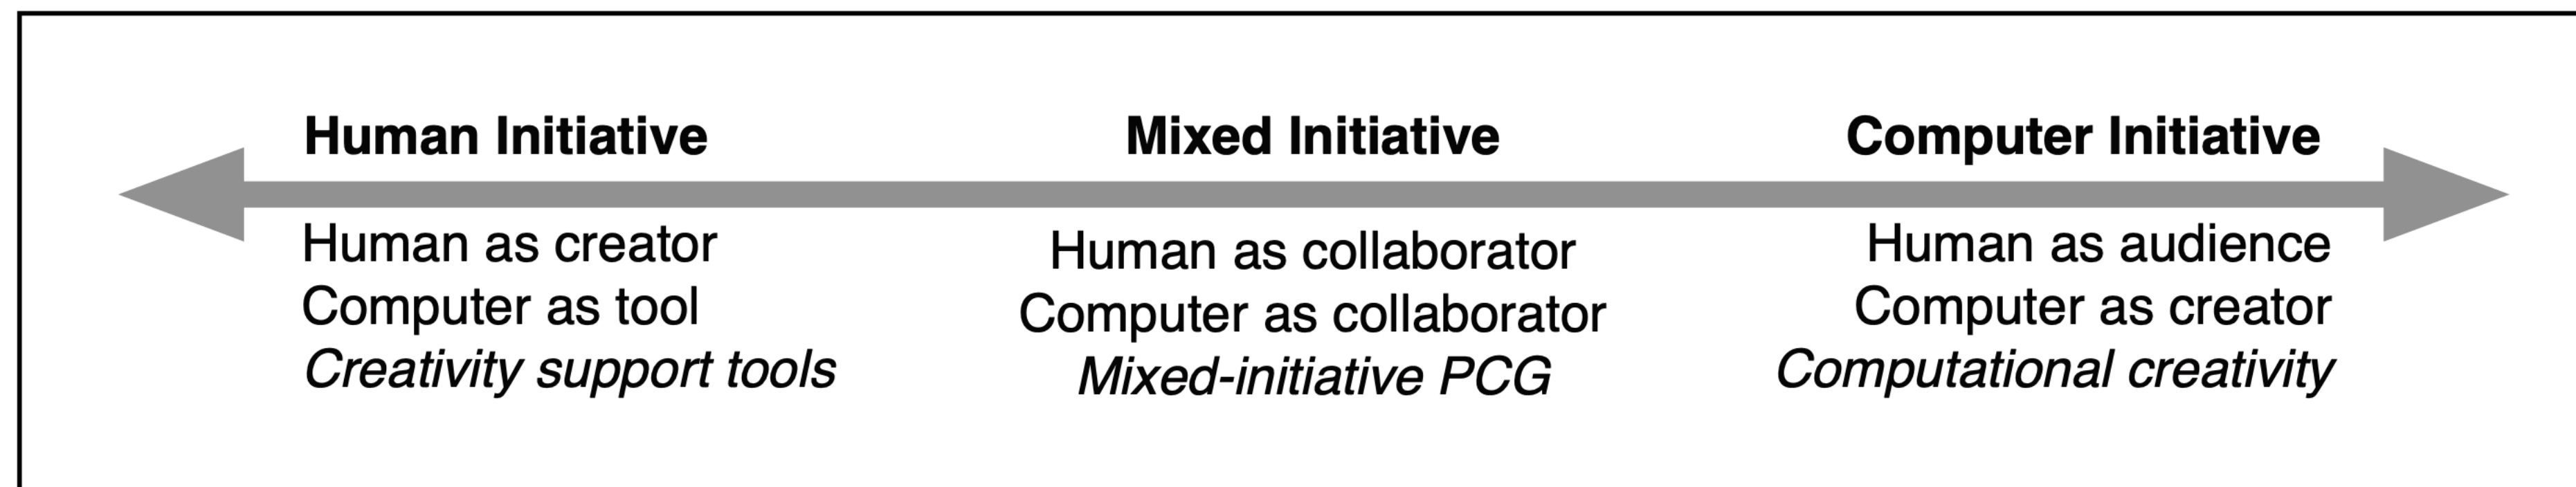 Human Initiative
Mixed Initiative
Computer Initiative
Human as creator
Computer as tool
Creativity support tools
Human as collaborator
Computer as collaborator
Mixed-initiative PCG
Human as audience
Computer as creator
Computational creativity